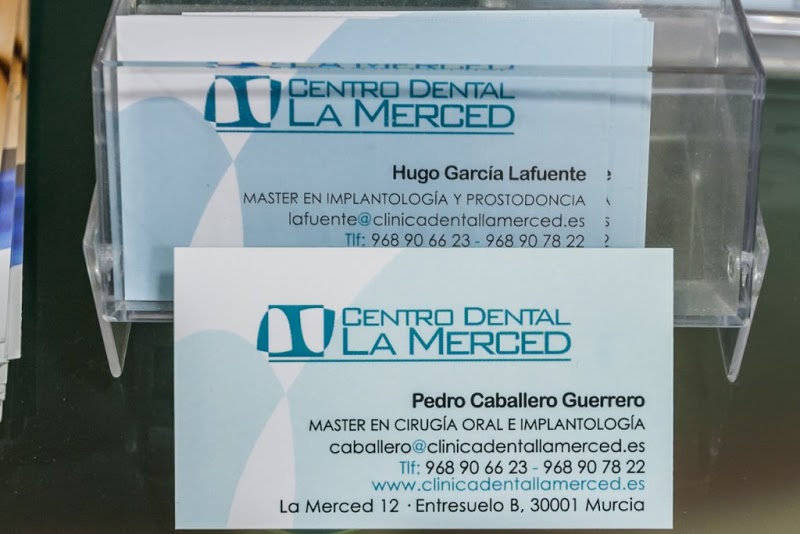 CENTRO DENTAL
LA MERCED
Hugo García Lafuente
MASTER EN IMPLANTOLOGÍA Y PROSTODONCIA
lafuente@clinicadentallamerced.es
Tlf: 968 90 66 23 - 968 90 78 22
CENTRO DENTAL
LA MERCED
Pedro Caballero Guerrero
MASTER EN CIRUGÍA ORAL E IMPLANTOLOGÍA
caballero@clinicadentallamerced.es
Tlf: 968 90 66 23 - 968 90 78 22
www.clinicadentallamerced.es
La Merced 12 · Entresuelo B, 30001 Murcia